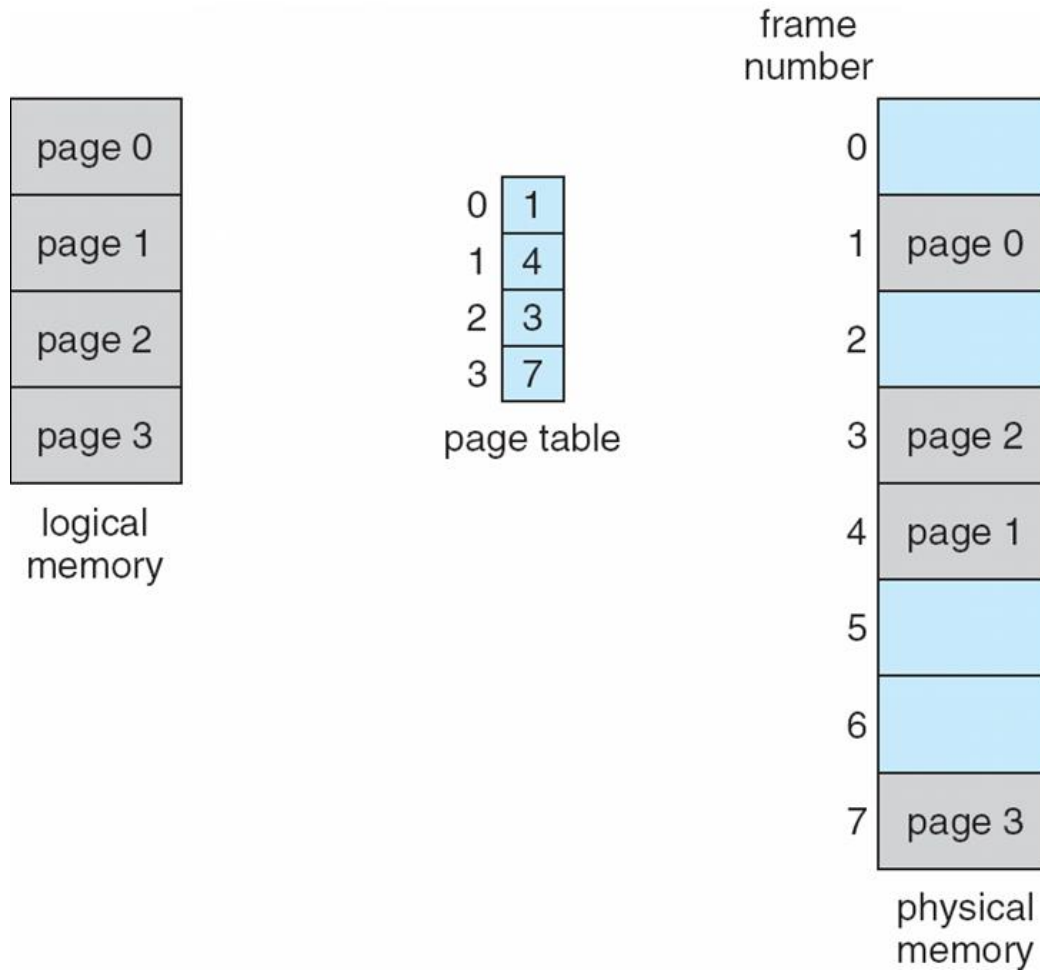 page 0
page 1
page 2
page 3
logical
memory
0 1
1 4
2 3
3 7
page table
frame
number
0
1 page 0
2
3 page 2
4 page 1
5
6
7 page 3
physical
memory